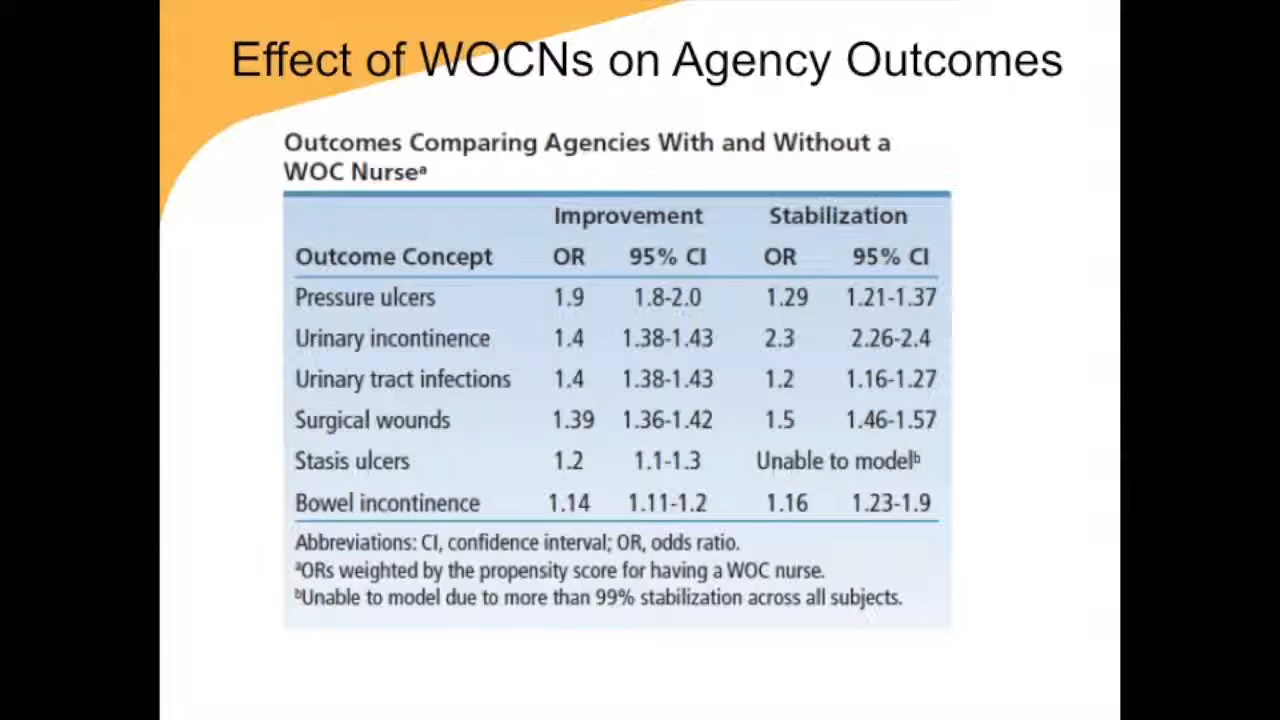 Effect of WOCNs on Agency Outcomes
Outcomes Comparing Agencies With and Without a
WOC Nurseᵃ
Improvement Stabilization
Outcome Concept OR 95% CI OR 95% CI
Pressure ulcers 1.9 1.8-2.0 1.29 1.21-1.37
Urinary incontinence 1.4 1.38-1.43 2.3 2.26-2.4
Urinary tract infections 1.4 1.38-1.43 1.2 1.16-1.27
Surgical wounds 1.39 1.36-1.42 1.5 1.46-1.57
Stasis ulcers 1.2 1.1-1.3 Unable to modelᵇ
Bowel incontinence 1.14 1.11-1.2 1.16 1.23-1.9
Abbreviations: CI, confidence interval; OR, odds ratio.
ᵃORs weighted by the propensity score for having a WOC nurse.
ᵇUnable to model due to more than 99% stabilization across all subjects.